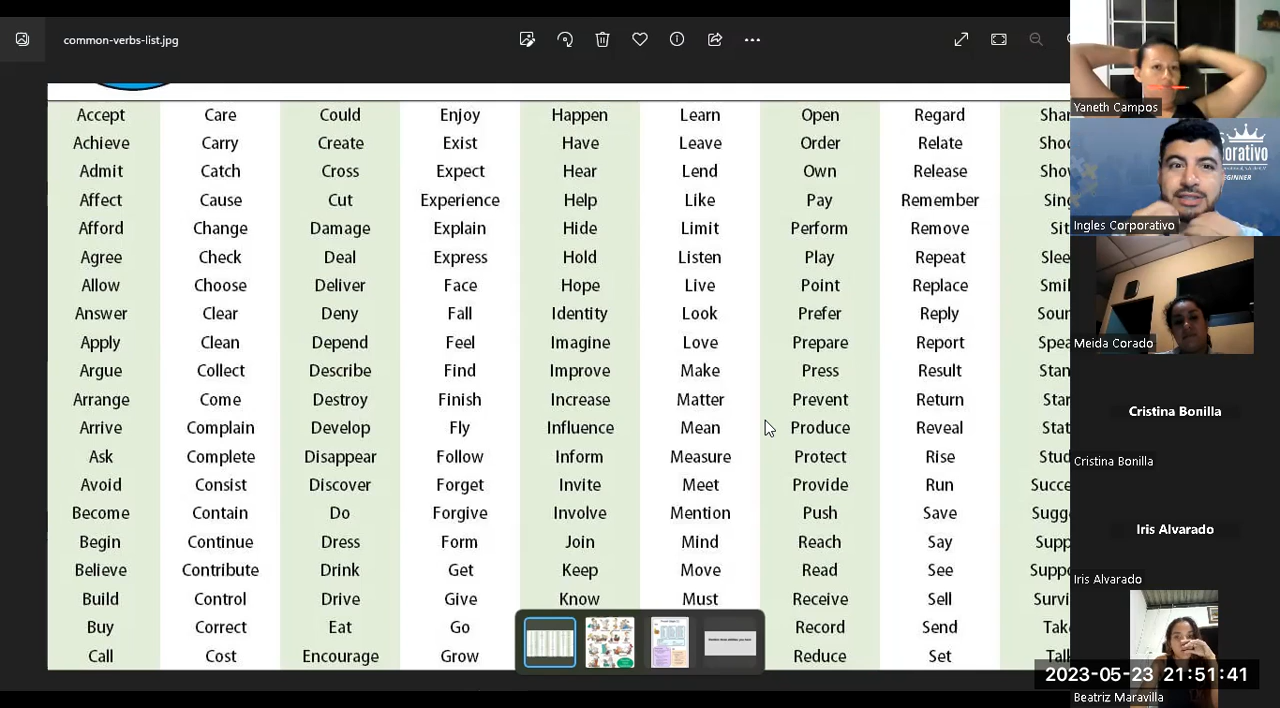 common-verbs-list.jpg
Accept Care Could Enjoy Happen Learn Open Regard
Achieve Carry Create Exist Have Leave Order Relate
Admit Catch Cross Expect Hear Lend Own Release
Affect Cause Cut Experience Help Like Pay Remember
Afford Change Damage Explain Hide Limit Perform Remove
Agree Check Deal Express Hold Listen Play Repeat
Allow Choose Deliver Face Hope Live Point Replace
Answer Clear Deny Fall Identity Look Prefer Reply
Apply Clean Depend Feel Imagine Love Prepare Report
Argue Collect Describe Find Improve Make Press Result
Arrange Come Destroy Finish Increase Matter Prevent Return
Arrive Complain Develop Fly Influence Mean Produce Reveal
Ask Complete Disappear Follow Inform Measure Protect Rise
Avoid Consist Discover Forget Invite Meet Provide Run
Become Contain Do Forgive Involve Mention Push Save
Begin Continue Dress Form Join Mind Reach Say
Believe Contribute Drink Get Keep Move Read See
Build Control Drive Give Know Must Receive Sell
Buy Correct Eat Go Record Send
Call Cost Encourage Grow Reduce Set
Yaneth Campos
orativo
Ingles Corporativo
Meida Corado
Cristina Bonilla
Cristina Bonilla
Iris Alvarado
Iris Alvarado
2023-05-23 21:51:41
Beatriz Maravilla